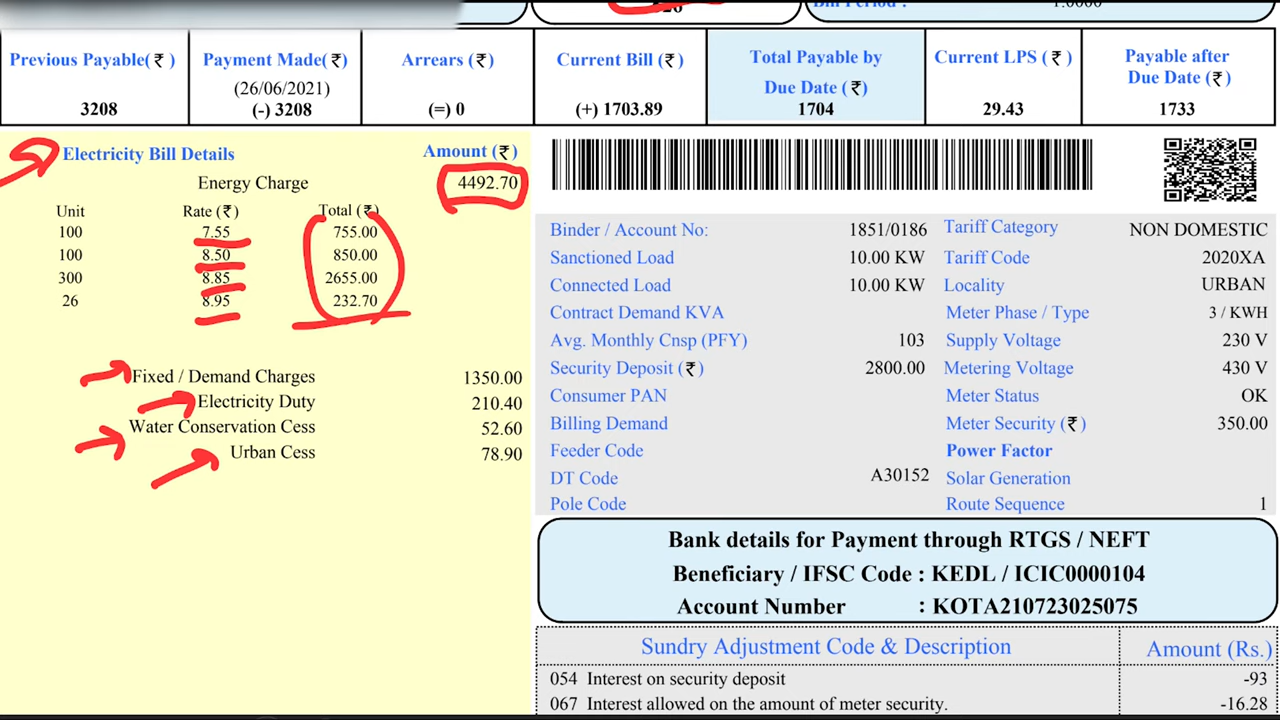 Previous Payable(₹) Payment Made(₹) Arrears (₹) Current Bill (₹) Total Payable by Due Date (₹) Current LPS (₹) Payable after Due Date (₹)
(26/06/2021)
3208 (-) 3208 (=) 0 (+) 1703.89 1704 29.43 1733
Electricity Bill Details Amount (₹)
Energy Charge 4492.70
Unit Rate (₹) Total (₹)
100 7.55 755.00
100 8.50 850.00
300 8.85 2655.00
26 8.95 232.70
Fixed / Demand Charges 1350.00
Electricity Duty 210.40
Water Conservation Cess 52.60
Urban Cess 78.90
Binder / Account No: 1851/0186 Tariff Category NON DOMESTIC
Sanctioned Load 10.00 KW Tariff Code 2020XA
Connected Load 10.00 KW Locality URBAN
Contract Demand KVA Meter Phase / Type 3 / KWH
Avg. Monthly Cnsp (PFY) 103 Supply Voltage 230 V
Security Deposit (₹) 2800.00 Metering Voltage 430 V
Consumer PAN Meter Status OK
Billing Demand Meter Security (₹) 350.00
Feeder Code Power Factor
DT Code A30152 Solar Generation
Pole Code Route Sequence 1
Bank details for Payment through RTGS / NEFT
Beneficiary / IFSC Code : KEDL / ICIC0000104
Account Number : KOTA210723025075
Sundry Adjustment Code & Description Amount (Rs.)
054 Interest on security deposit -93
067 Interest allowed on the amount of meter security. -16.28